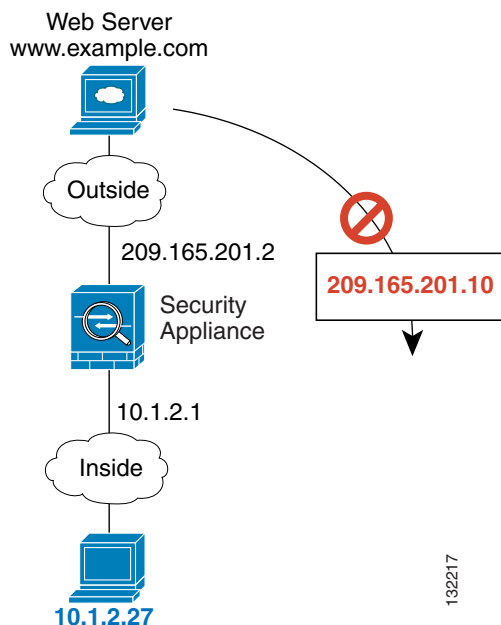 Web Server
www.example.com
Outside
209.165.201.2
209.165.201.10
Security
Appliance
10.1.2.1
Inside
10.1.2.27
132217